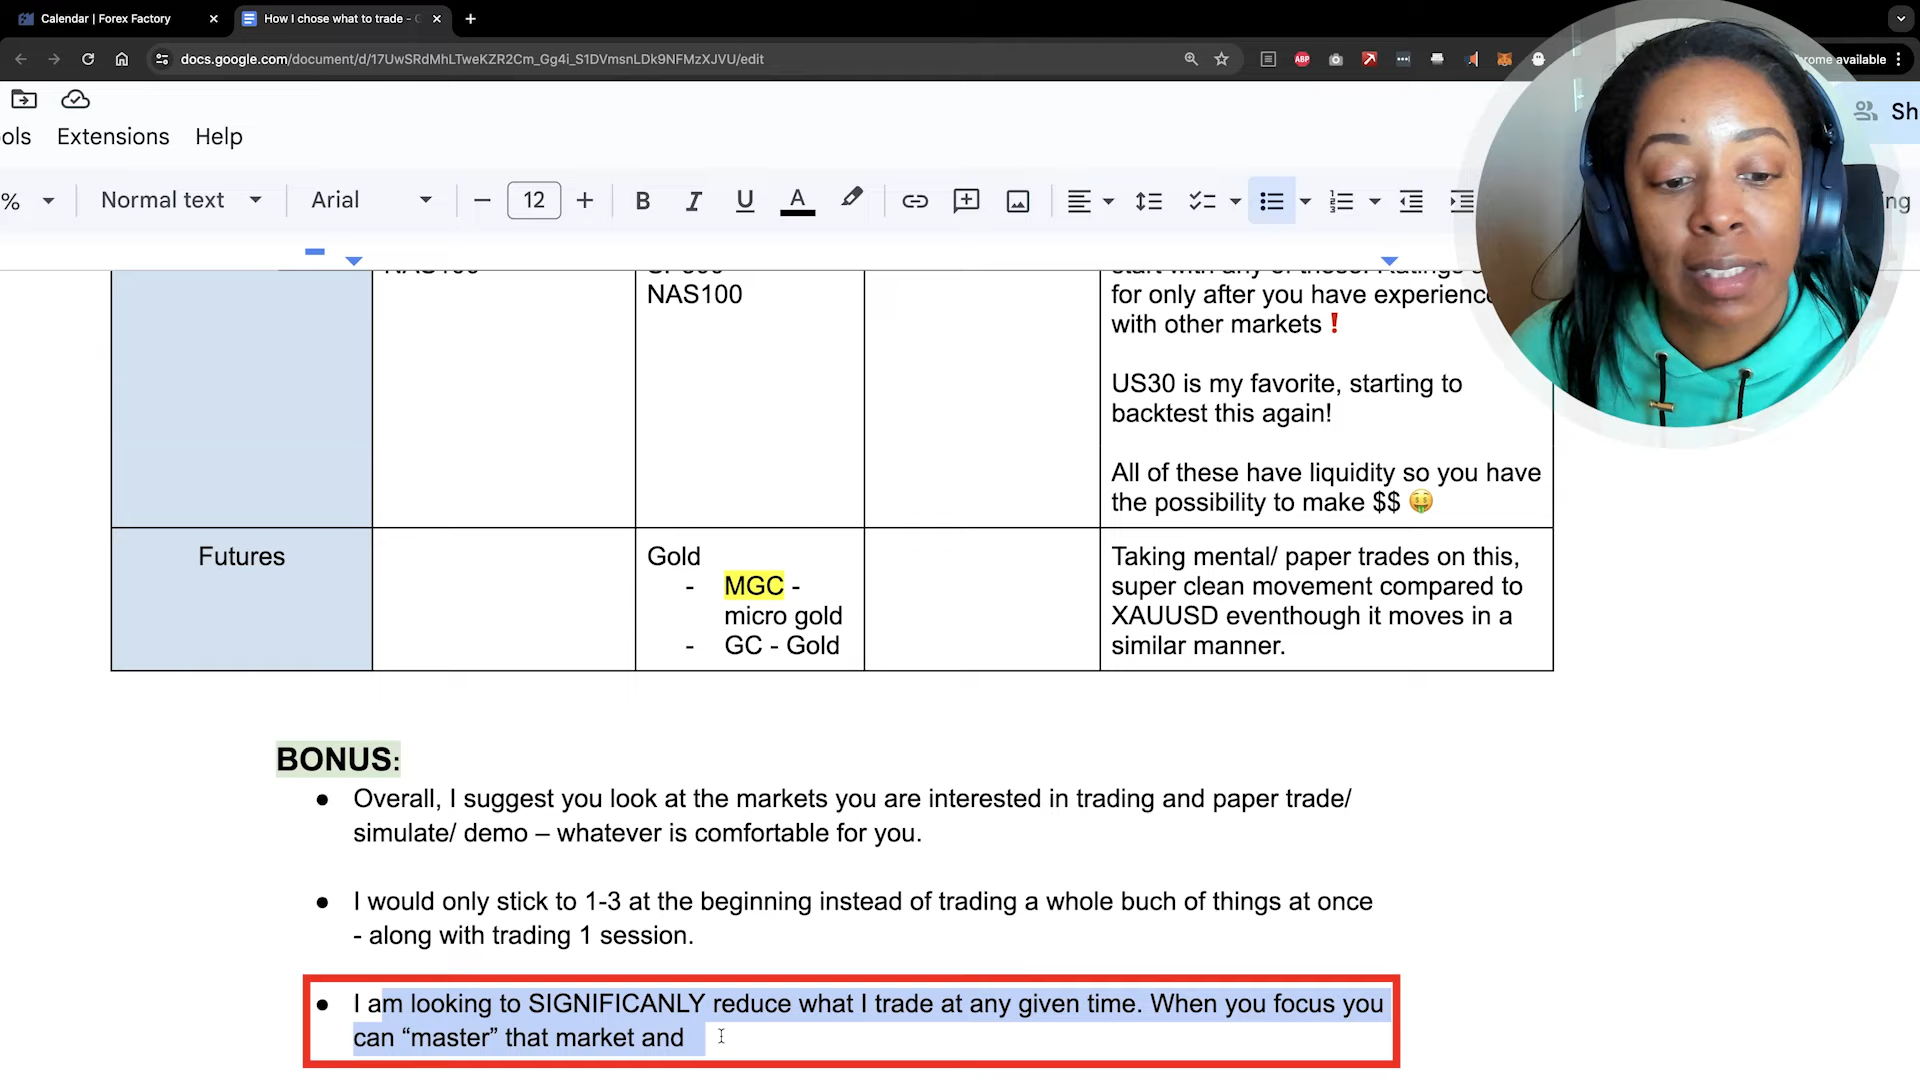 Calendar | Forex Factory
How I chose what to trade -
docs.google.com/document/d/17UwSRdMhLTweKZR2Cm_Gg4i_S1DVmsnLDk9NFMzXJVU/edit
ABP
rome available
Sh
ols Extensions Help
% Normal text Arial 12 B I U A
ng
NAS100
NAS100
for only after you have experienc
with other markets ❗
US30 is my favorite, starting to
backtest this again!
All of these have liquidity so you have
the possibility to make $$ 🤑
Futures
Gold
- MGC -
micro gold
- GC - Gold
Taking mental/ paper trades on this,
super clean movement compared to
XAUUSD eventhough it moves in a
similar manner.
BONUS:
● Overall, I suggest you look at the markets you are interested in trading and paper trade/
simulate/ demo – whatever is comfortable for you.
● I would only stick to 1-3 at the beginning instead of trading a whole buch of things at once
- along with trading 1 session.
● I am looking to SIGNIFICANLY reduce what I trade at any given time. When you focus you
can “master” that market and